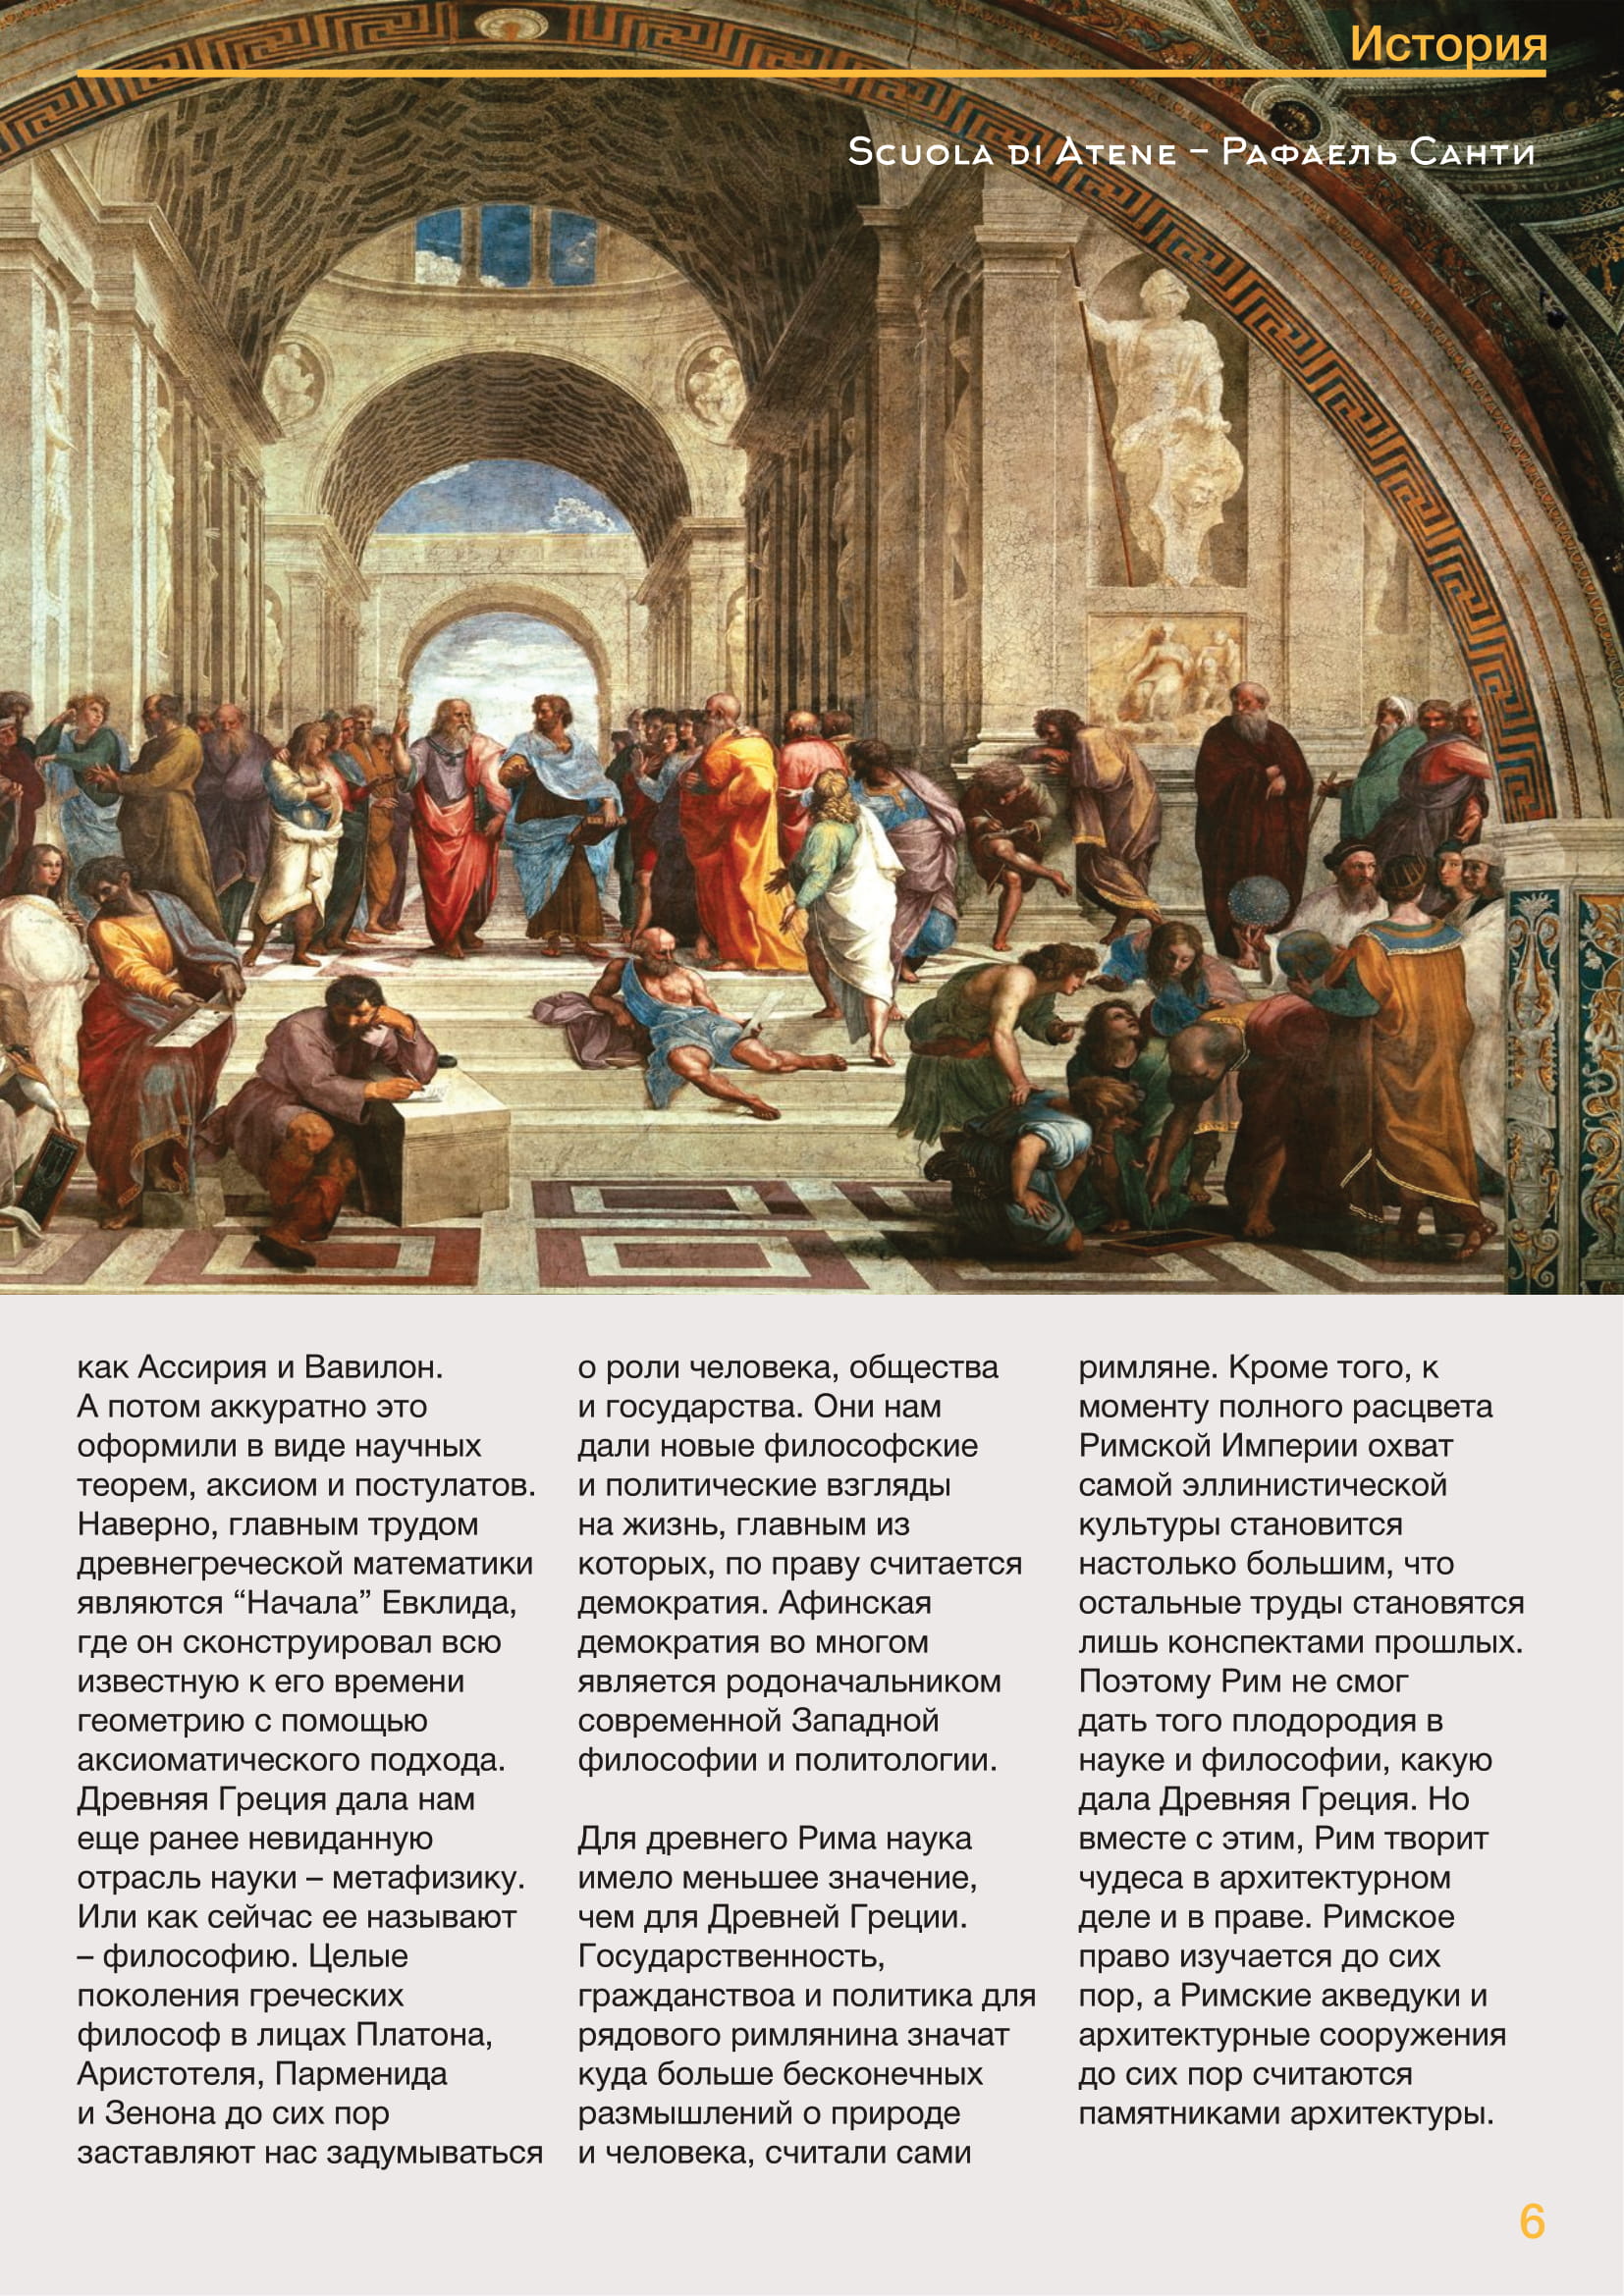 История
Scuola di Atene – Рафаель Санти
как Ассирия и Вавилон.
А потом аккуратно это
оформили в виде научных
теорем, аксиом и постулатов.
Наверно, главным трудом
древнегреческой математики
являются “Начала” Евклида,
где он сконструировал всю
известную к его времени
геометрию с помощью
аксиоматического подхода.
Древняя Греция дала нам
еще ранее невиданную
отрасль науки – метафизику.
Или как сейчас ее называют
– философию. Целые
поколения греческих
философ в лицах Платона,
Аристотеля, Парменида
и Зенона до сих пор
заставляют нас задумываться
о роли человека, общества
и государства. Они нам
дали новые философские
и политические взгляды
на жизнь, главным из
которых, по праву считается
демократия. Афинская
демократия во многом
является родоначальником
современной Западной
философии и политологии.
Для древнего Рима наука
имело меньшее значение,
чем для Древней Греции.
Государственность,
гражданствоа и политика для
рядового римлянина значат
куда больше бесконечных
размышлений о природе
и человека, считали сами
римляне. Кроме того, к
моменту полного расцвета
Римской Империи охват
самой эллинистической
культуры становится
настолько большим, что
остальные труды становятся
лишь конспектами прошлых.
Поэтому Рим не смог
дать того плодородия в
науке и философии, какую
дала Древняя Греция. Но
вместе с этим, Рим творит
чудеса в архитектурном
деле и в праве. Римское
право изучается до сих
пор, а Римские акведуки и
архитектурные сооружения
до сих пор считаются
памятниками архитектуры.
6